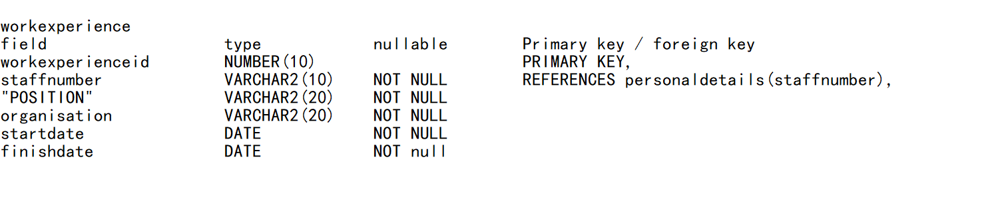 workexperience
field type nullable Primary key / foreign key
workexperienceid NUMBER(10) PRIMARY KEY,
staffnumber VARCHAR2(10) NOT NULL REFERENCES personaldetails(staffnumber),
"POSITION" VARCHAR2(20) NOT NULL
organisation VARCHAR2(20) NOT NULL
startdate DATE NOT NULL
finishdate DATE NOT null